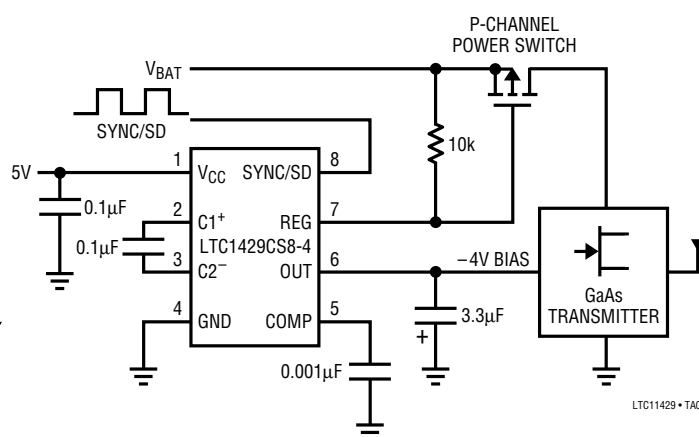 P-CHANNEL
POWER SWITCH
VBAT
SYNC/SD
10k
5V
1
VCC
SYNC/SD
8
0.1µF
2
C1+
REG
7
0.1µF
LTC1429CS8-4
3
C2–
OUT
6
–4V BIAS
4
GND
COMP
5
3.3µF
+
0.001µF
GaAs
TRANSMITTER
LTC11429 • TA0